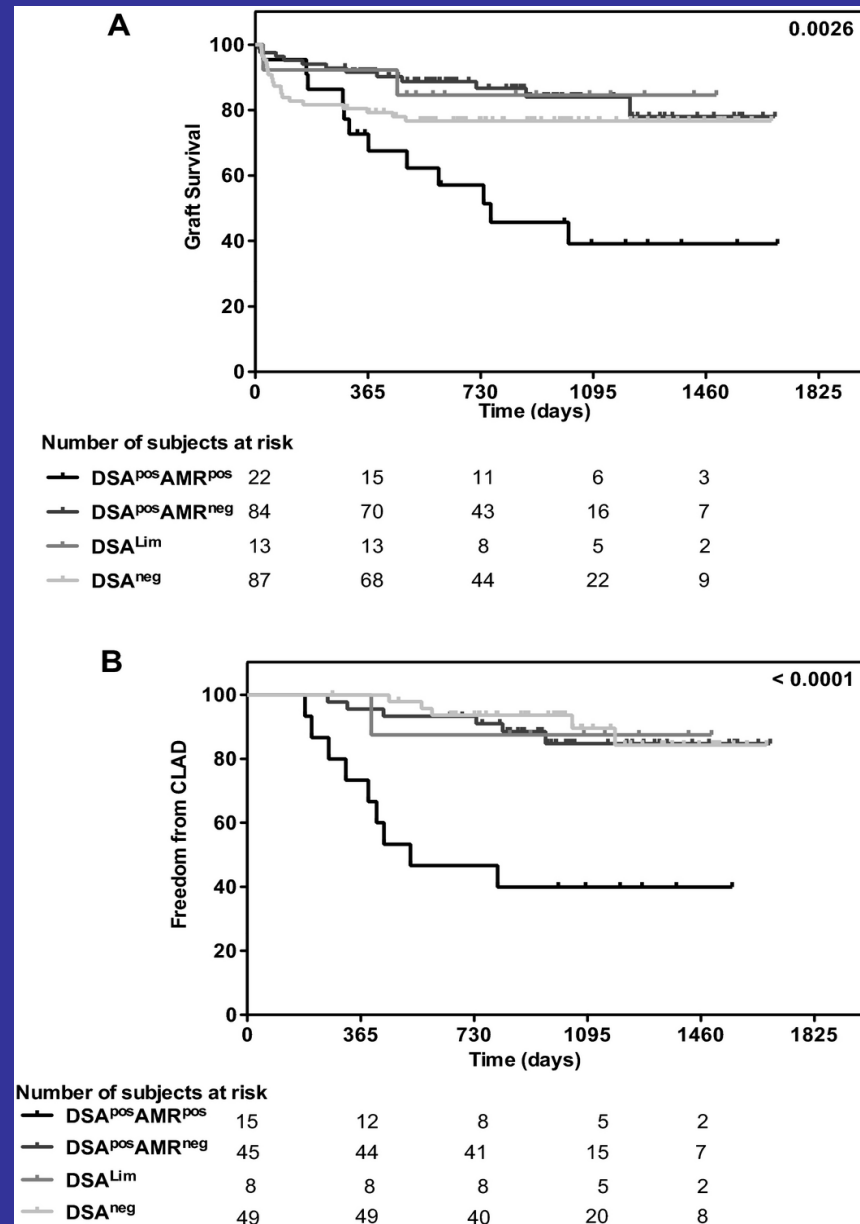 A
0.0026
100
80
60
40
20
0
Graft Survival
0 365 730 1095 1460 1825
Time (days)
Number of subjects at risk
DSAposAMRpos 22 15 11 6 3
DSAposAMRneg 84 70 43 16 7
DSALim 13 13 8 5 2
DSAneg 87 68 44 22 9
B
< 0.0001
100
80
60
40
20
0
Freedom from CLAD
0 365 730 1095 1460 1825
Time (days)
Number of subjects at risk
DSAposAMRpos 15 12 8 5 2
DSAposAMRneg 45 44 41 15 7
DSALim 8 8 8 5 2
DSAneg 49 49 40 20 8